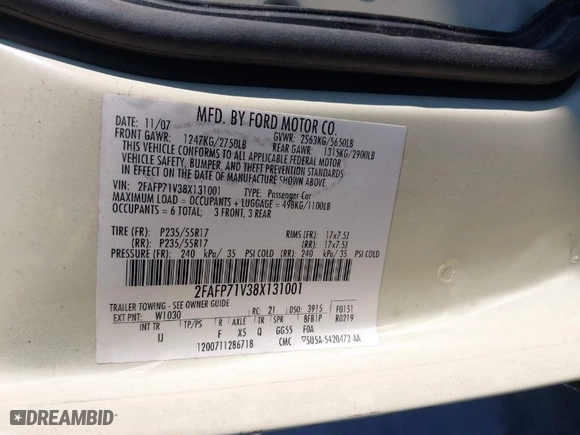 MFD. BY FORD MOTOR CO.
DATE: 11/07 GVWR: 2563KG/5650LB
FRONT GAWR: 1247KG/2750LB REAR GAWR: 1315KG/2900LB
THIS VEHICLE CONFORMS TO ALL APPLICABLE FEDERAL MOTOR
VEHICLE SAFETY, BUMPER, AND THEFT PREVENTION STANDARDS
IN EFFECT ON THE DATE OF MANUFACTURE SHOWN ABOVE.
VIN: 2FAFP71V38X131001 TYPE: Passenger Car
MAXIMUM LOAD = OCCUPANTS + LUGGAGE = 498KG/1100LB
OCCUPANTS = 6 TOTAL; 3 FRONT, 3 REAR
TIRE (FR): P235/55R17 RIMS (FR): 17x7.5J
(RR): P235/55R17 (RR): 17x7.5J
PRESSURE (FR): 240 kPa/ 35 PSI COLD (RR): 240 kPa/ 35 PSI COLD
2FAFP71V38X131001
TRAILER TOWING - SEE OWNER GUIDE
EXT PNT: W1030 RC: 21 DSO: 3915 F0151
INT TR TP/PS R AXLE TR SPR BFB1P R0219
IJ F X5 Q GG55 F0A
1200711286718 CMC 5U5A-5420472-AA
DREAMBID